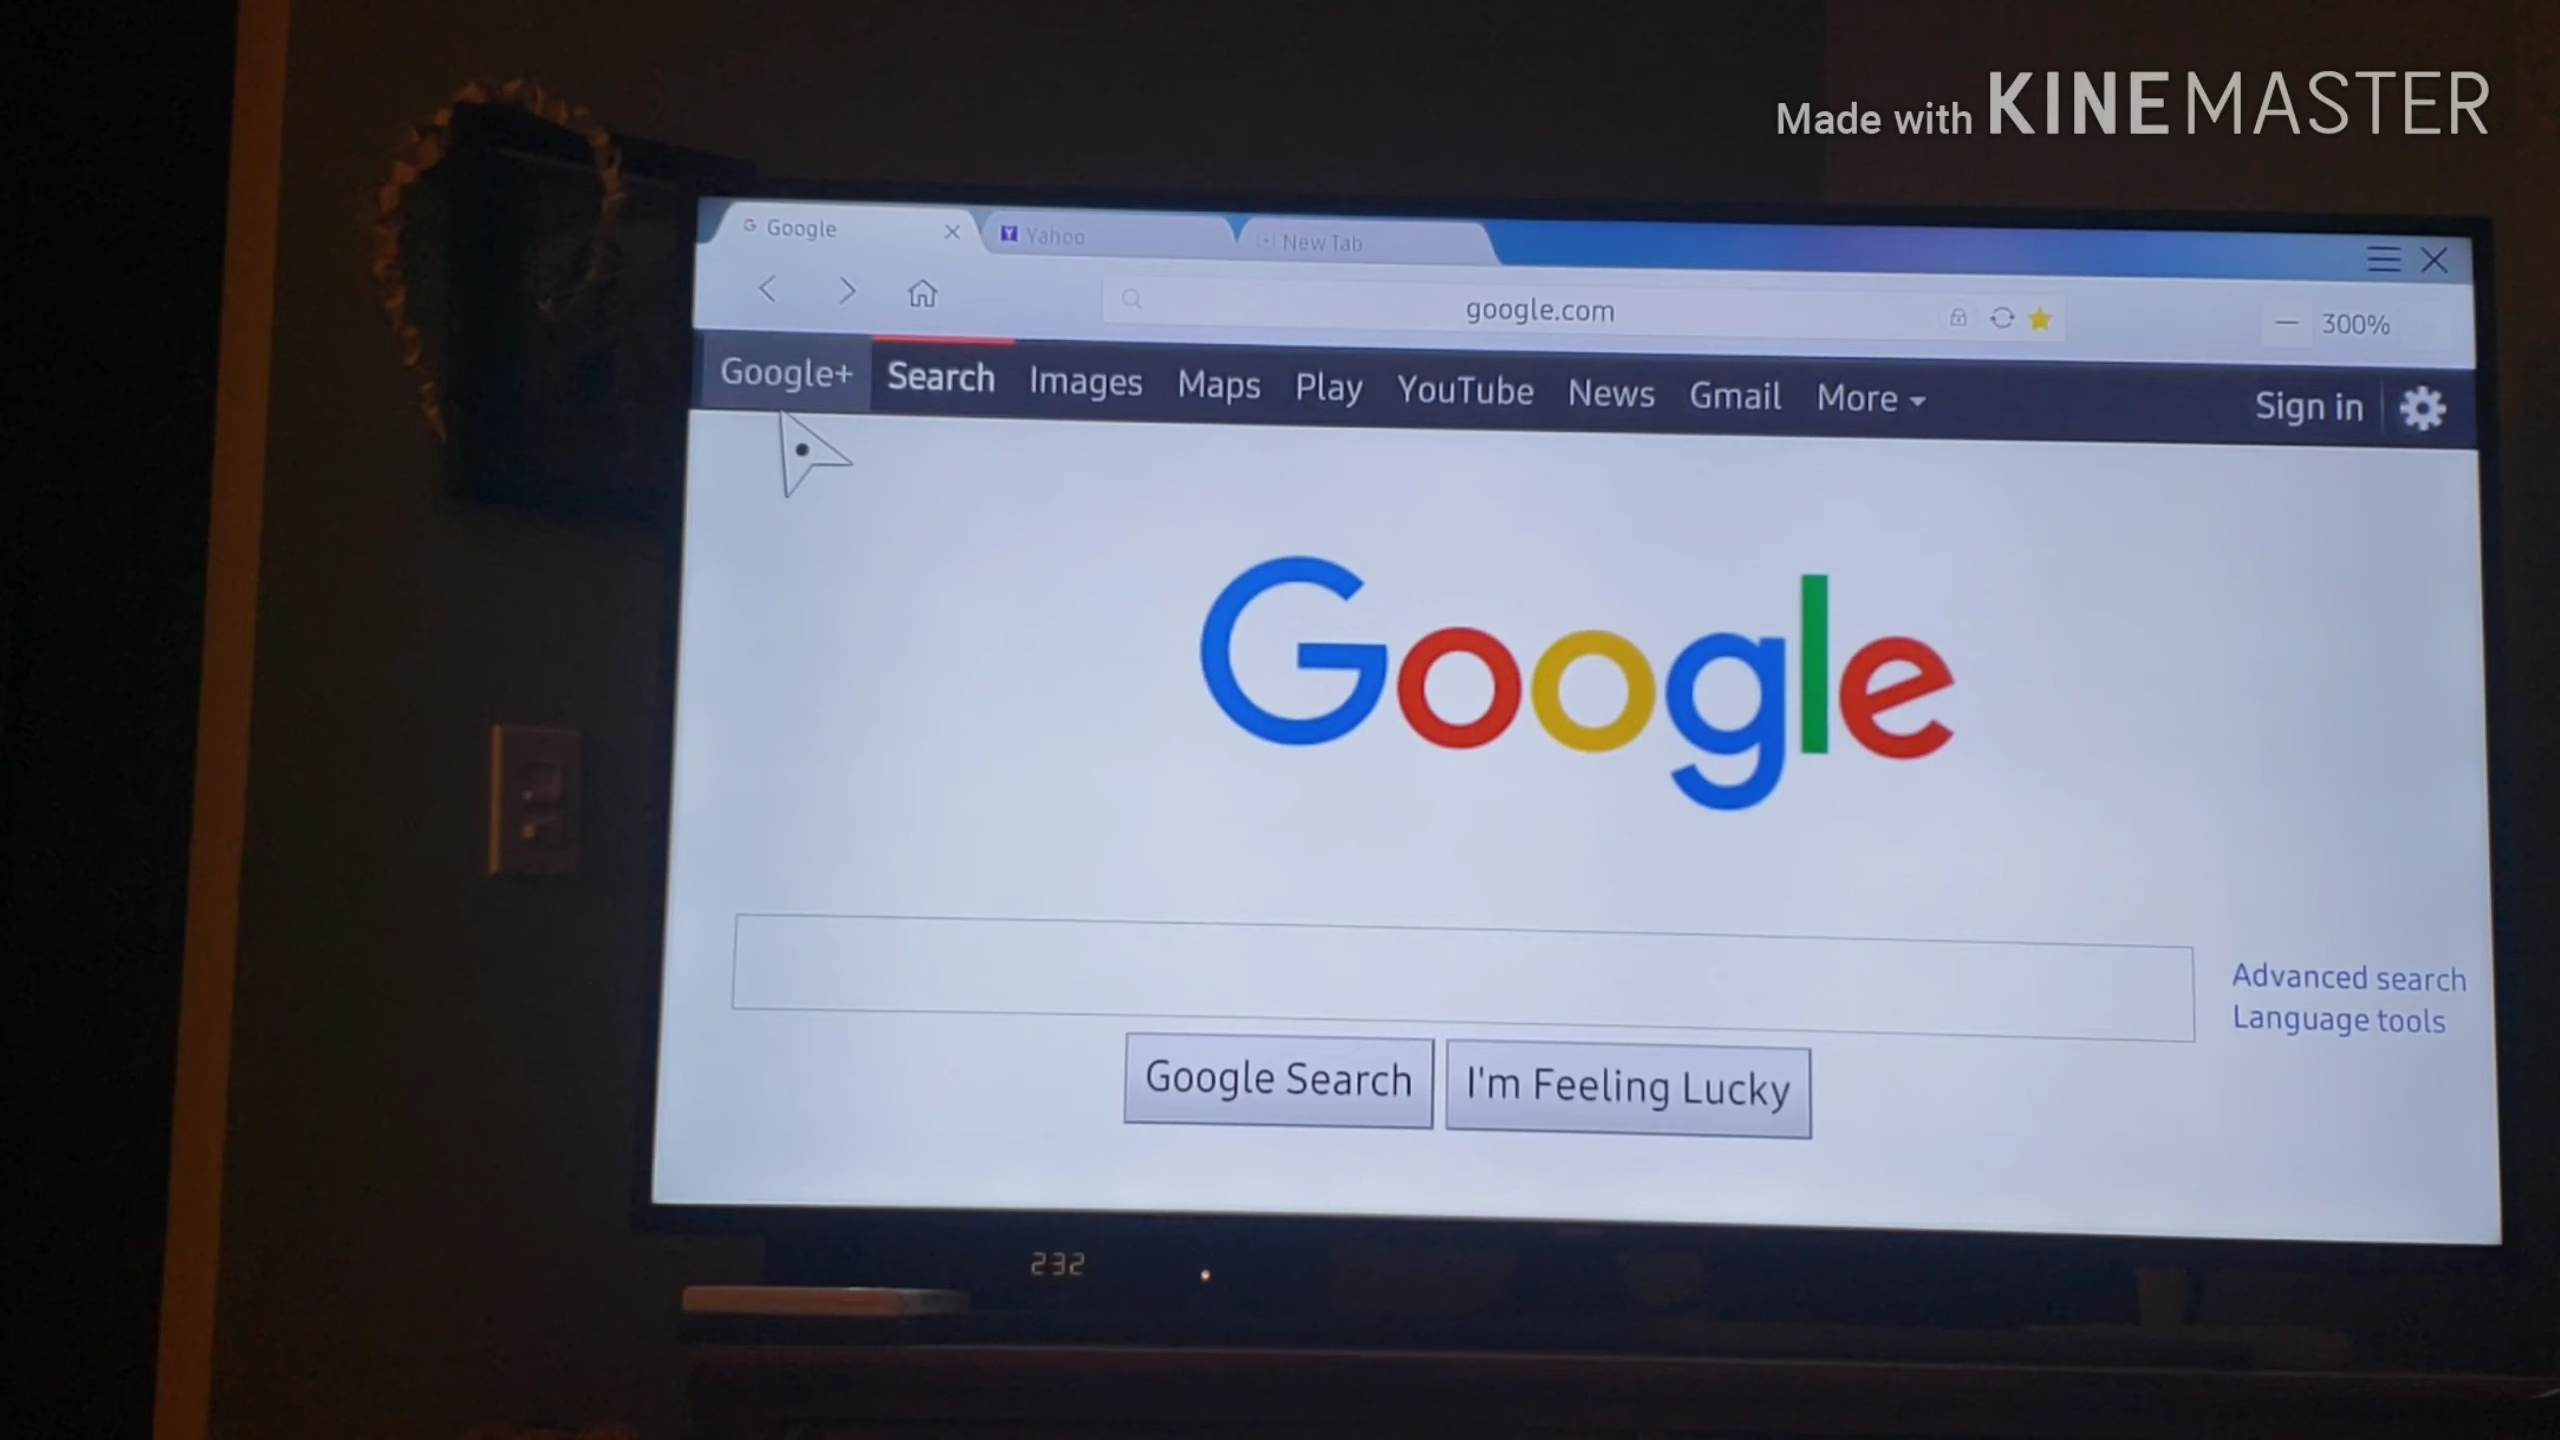 Made with KINEMASTER
Google
Yahoo
New Tab
google.com
300%
Google+ Search Images Maps Play YouTube News Gmail More Sign in
Google
Advanced search
Language tools
Google Search I'm Feeling Lucky
232